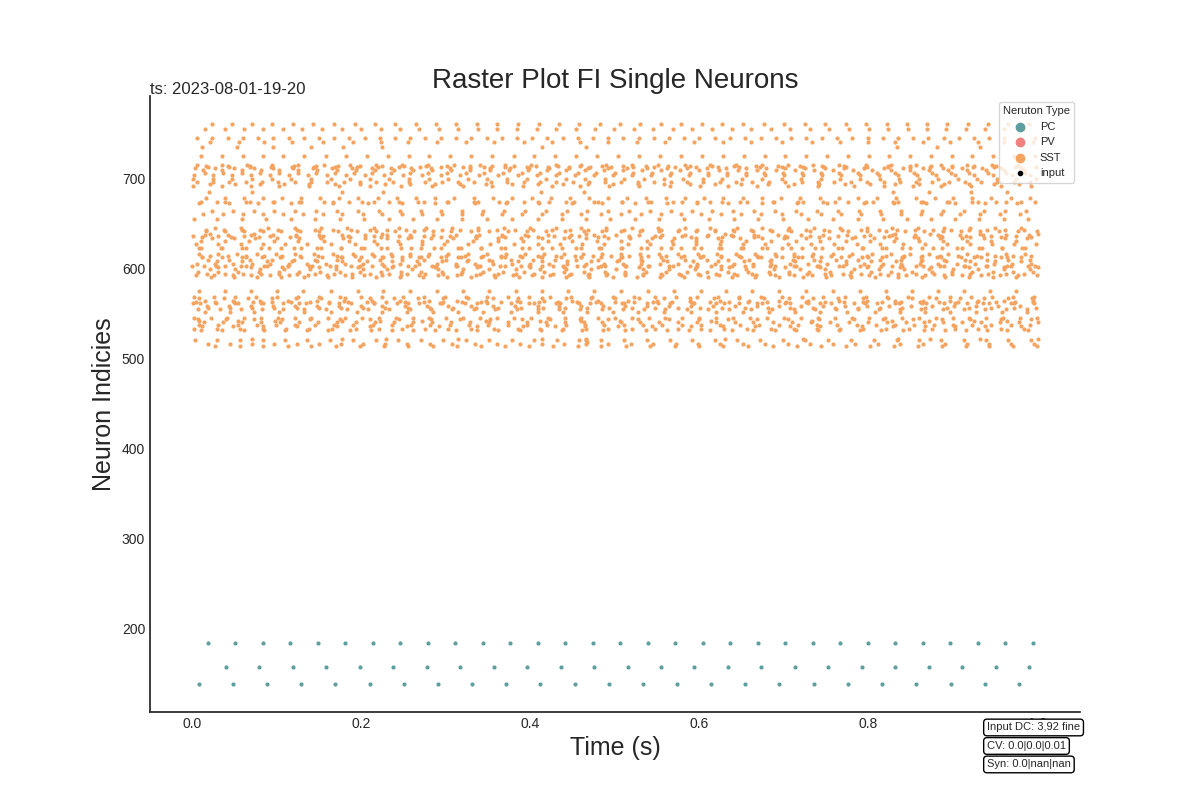 Raster Plot FI Single Neurons
ts: 2023-08-01-19-20
Neruton Type
PC
PV
SST
input
700
600
500
400
300
200
Neuron Indicies
0.0 0.2 0.4 0.6 0.8
Time (s)
Input DC: 3,92 fine
CV: 0.0|0.0|0.01
Syn: 0.0|nan|nan